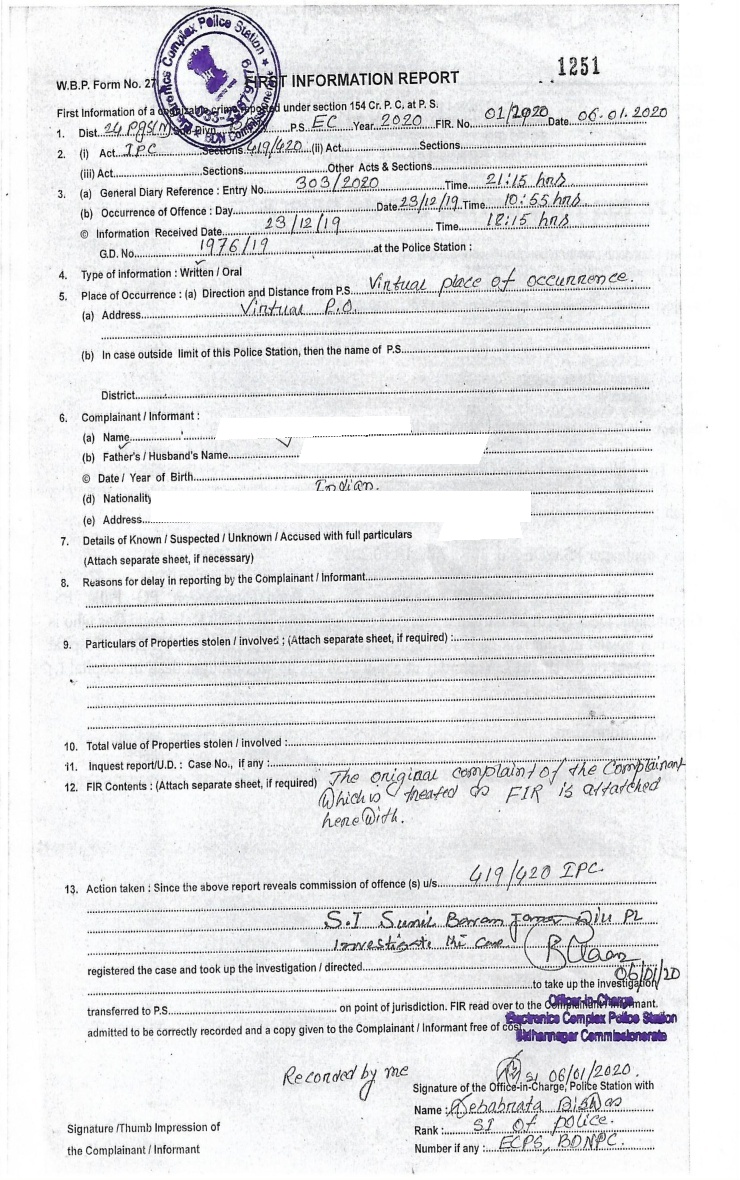 Electronics Complex Police Station
W.B.P. Form No. 27 FIRST INFORMATION REPORT 1251
First Information of a cognizable crime reported under section 154 Cr. P. C, at P. S.
1. Dist. 24 PGS(N) P.S. EC Year 2020 FIR. No. 01/2020 Date 06.01.2020
2. (i) Act IPC Sections 419/420 (ii) Act Sections
(iii) Act Sections Other Acts & Sections
3. (a) General Diary Reference : Entry No. 303/2020 Time 21:15 hrs
(b) Occurrence of Offence : Day Date 23/12/19 Time 10:55 hrs
© Information Received Date 23/12/19 Time 18:15 hrs
G.D. No. 1976/19 at the Police Station :
4. Type of information : Written / Oral
5. Place of Occurrence : (a) Direction and Distance from P.S. Virtual place of occurrence.
(a) Address Virtual P.O.
(b) In case outside limit of this Police Station, then the name of P.S.
District
6. Complainant / Informant :
(a) Name
(b) Father's / Husband's Name
© Date / Year of Birth
(d) Nationality Indian.
(e) Address
7. Details of Known / Suspected / Unknown / Accused with full particulars
(Attach separate sheet, if necessary)
8. Reasons for delay in reporting by the Complainant / Informant
9. Particulars of Properties stolen / involved ; (Attach separate sheet, if required) :
10. Total value of Properties stolen / involved :
11. Inquest report/U.D. : Case No., if any :
12. FIR Contents : (Attach separate sheet, if required) The original complaint of the Complainant
Which is treated as FIR is attatched
here with.
13. Action taken : Since the above report reveals commission of offence (s) u/s. 419/420 IPC.
S.I Sunil
Investigate the case
registered the case and took up the investigation / directed
06/01/20
to take up the investigation
transferred to P.S. on point of jurisdiction. FIR read over to the Complainant / Informant.
Officer-in-Charge
admitted to be correctly recorded and a copy given to the Complainant / Informant free of cost.
Electronics Complex Police Station
Bidhannagar Commissionerate
Recorded by me
SI 06/01/2020.
Signature of the Office-in-Charge, Police Station with
Name : Debabrata Biswas
Rank : SI of police.
Number if any : ECPS, BDNPC.
Signature /Thumb Impression of
the Complainant / Informant